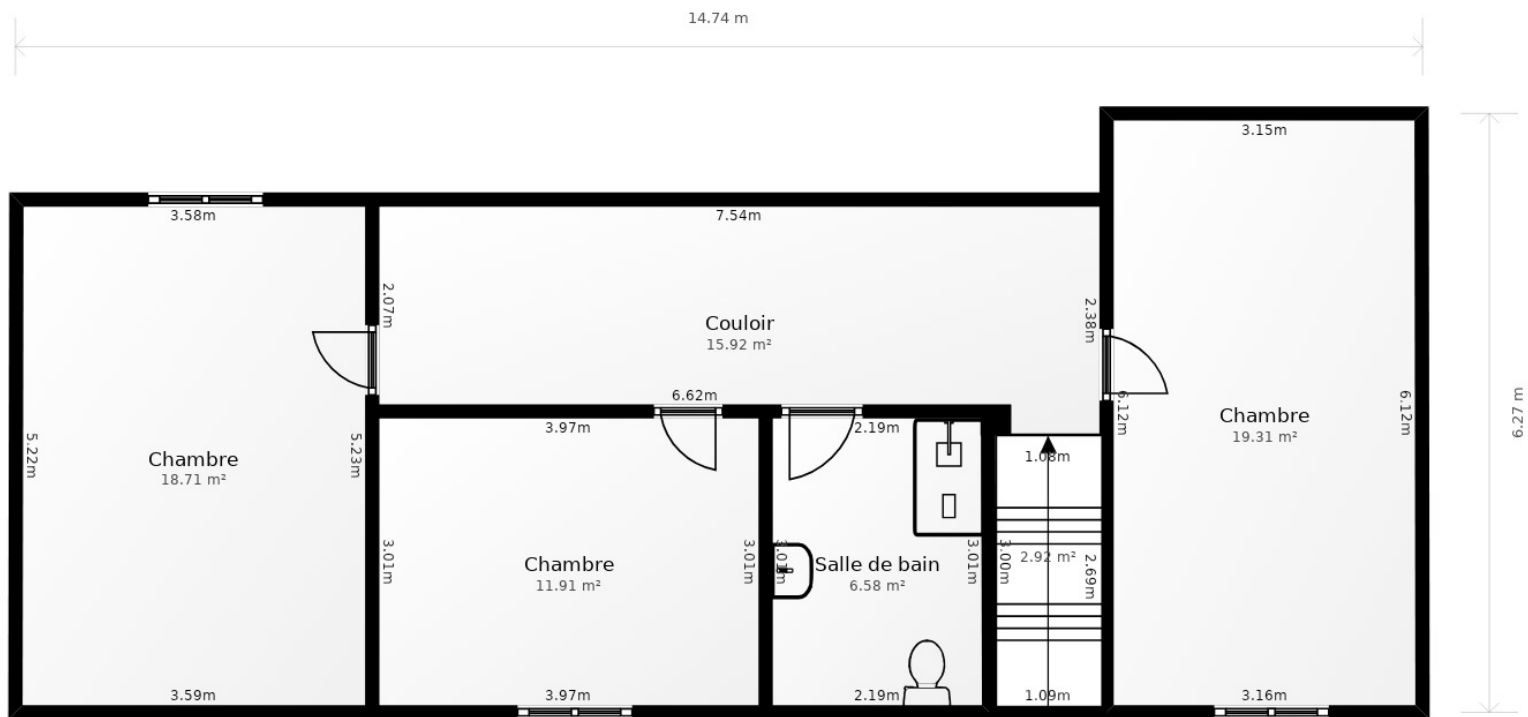 14.74 m
3.15m
3.58m
7.54m
2.07m
2.38m
Couloir
15.92 m²
6.62m
6.12m
6.12m
6.27 m
Chambre
19.31 m²
3.97m
2.19m
5.22m
5.23m
Chambre
18.71 m²
1.08m
3.01m
Chambre
11.91 m²
3.01m
3.01m
Salle de bain
6.58 m²
3.01m
3.00m
2.92 m²
2.69m
3.59m
3.97m
2.19m
1.09m
3.16m